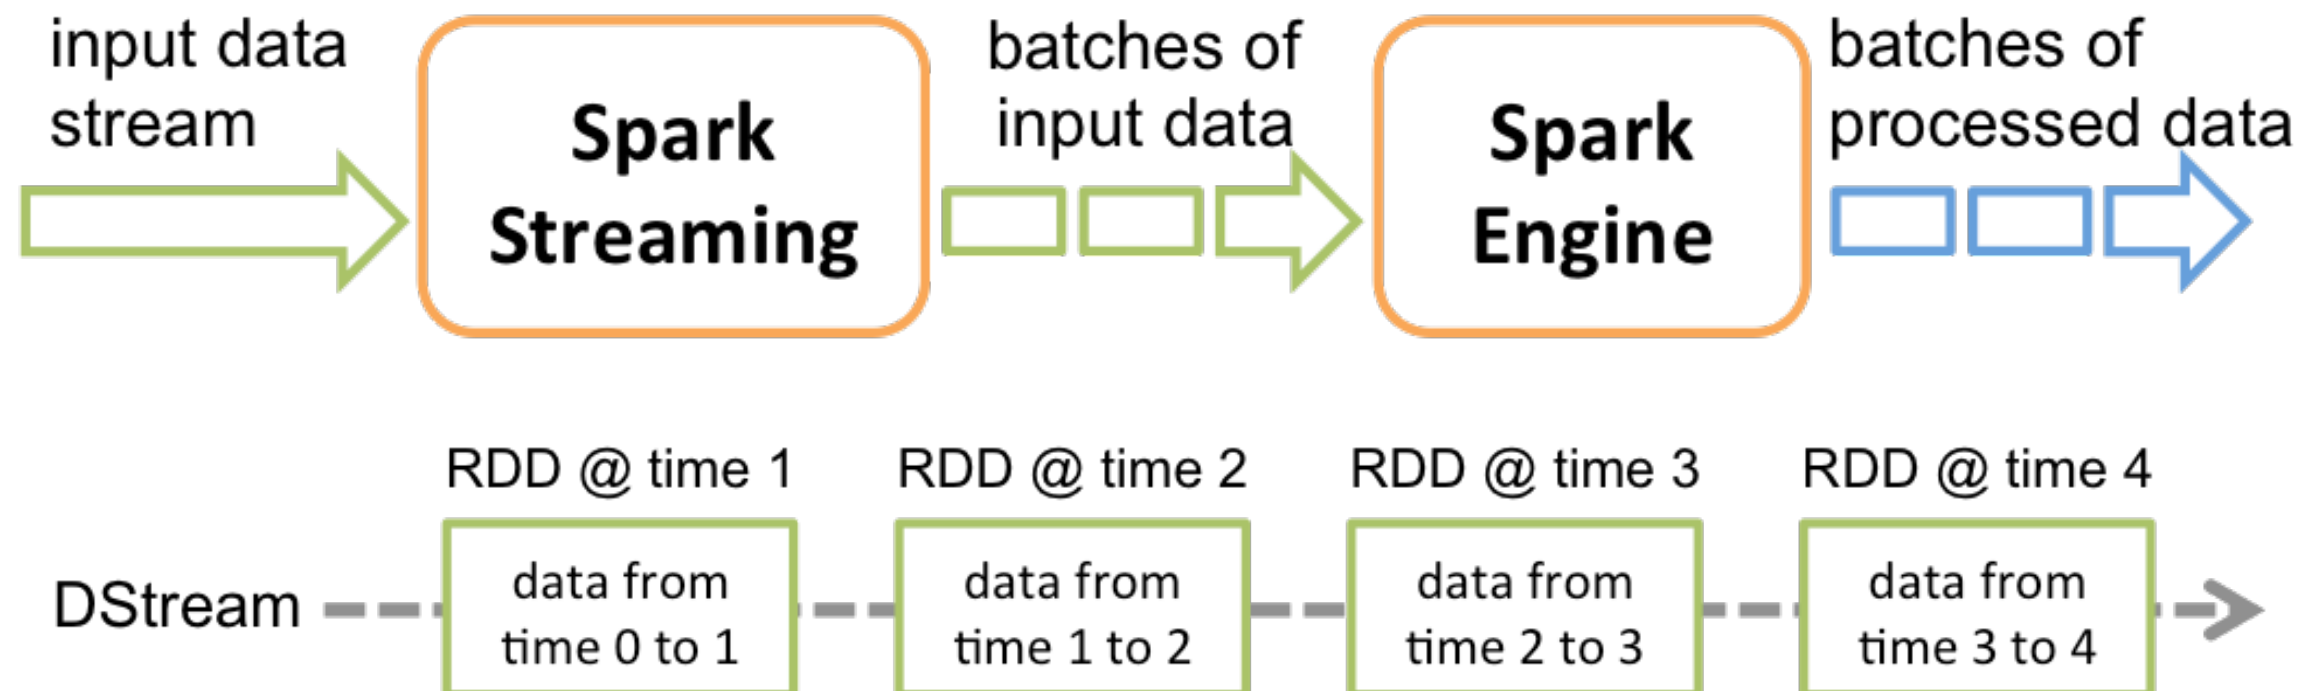 input data
stream
Spark
Streaming
batches of
input data
Spark
Engine
batches of
processed data
RDD @ time 1
RDD @ time 2
RDD @ time 3
RDD @ time 4
DStream
data from
time 0 to 1
data from
time 1 to 2
data from
time 2 to 3
data from
time 3 to 4